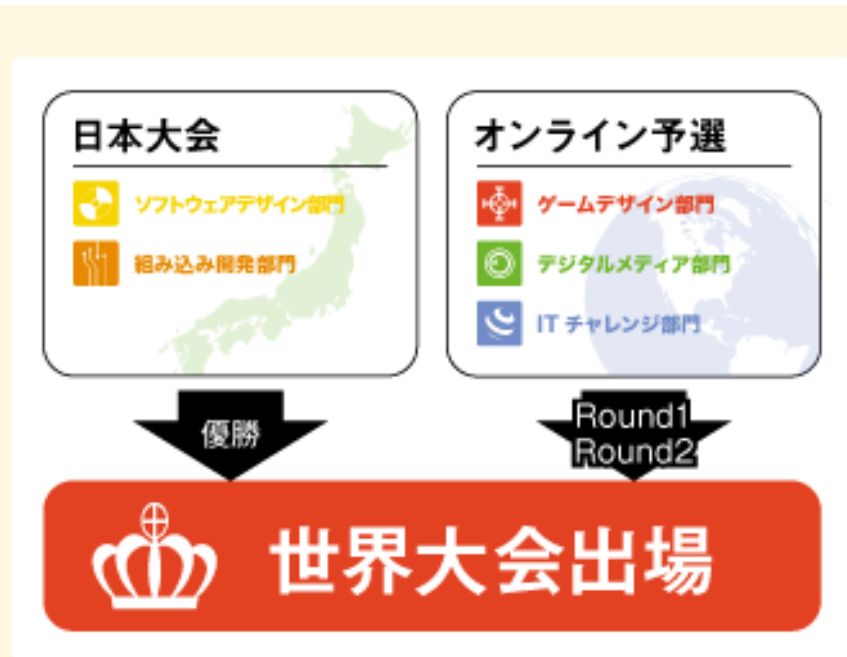 日本大会
ソフトウェアデザイン部門
組み込み開発部門
オンライン予選
ゲームデザイン部門
デジタルメディア部門
IT チャレンジ部門
優勝
Round1
Round2
世界大会出場